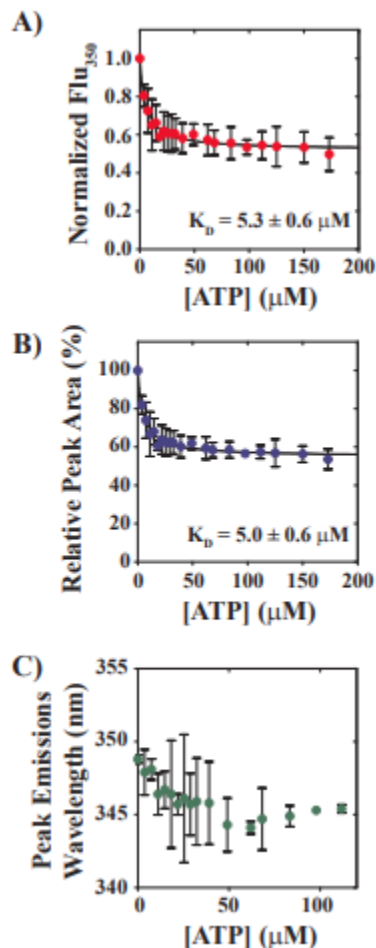 A)
Normalized Flu350
1.0
0.8
0.6
0.4
0.2
0.0
K_D = 5.3 ± 0.6 μM
0 50 100 150 200
[ATP] (μM)
B)
Relative Peak Area (%)
100
80
60
40
20
0
K_D = 5.0 ± 0.6 μM
0 50 100 150 200
[ATP] (μM)
C)
Peak Emissions
Wavelength (nm)
355
350
345
340
0 50 100
[ATP] (μM)